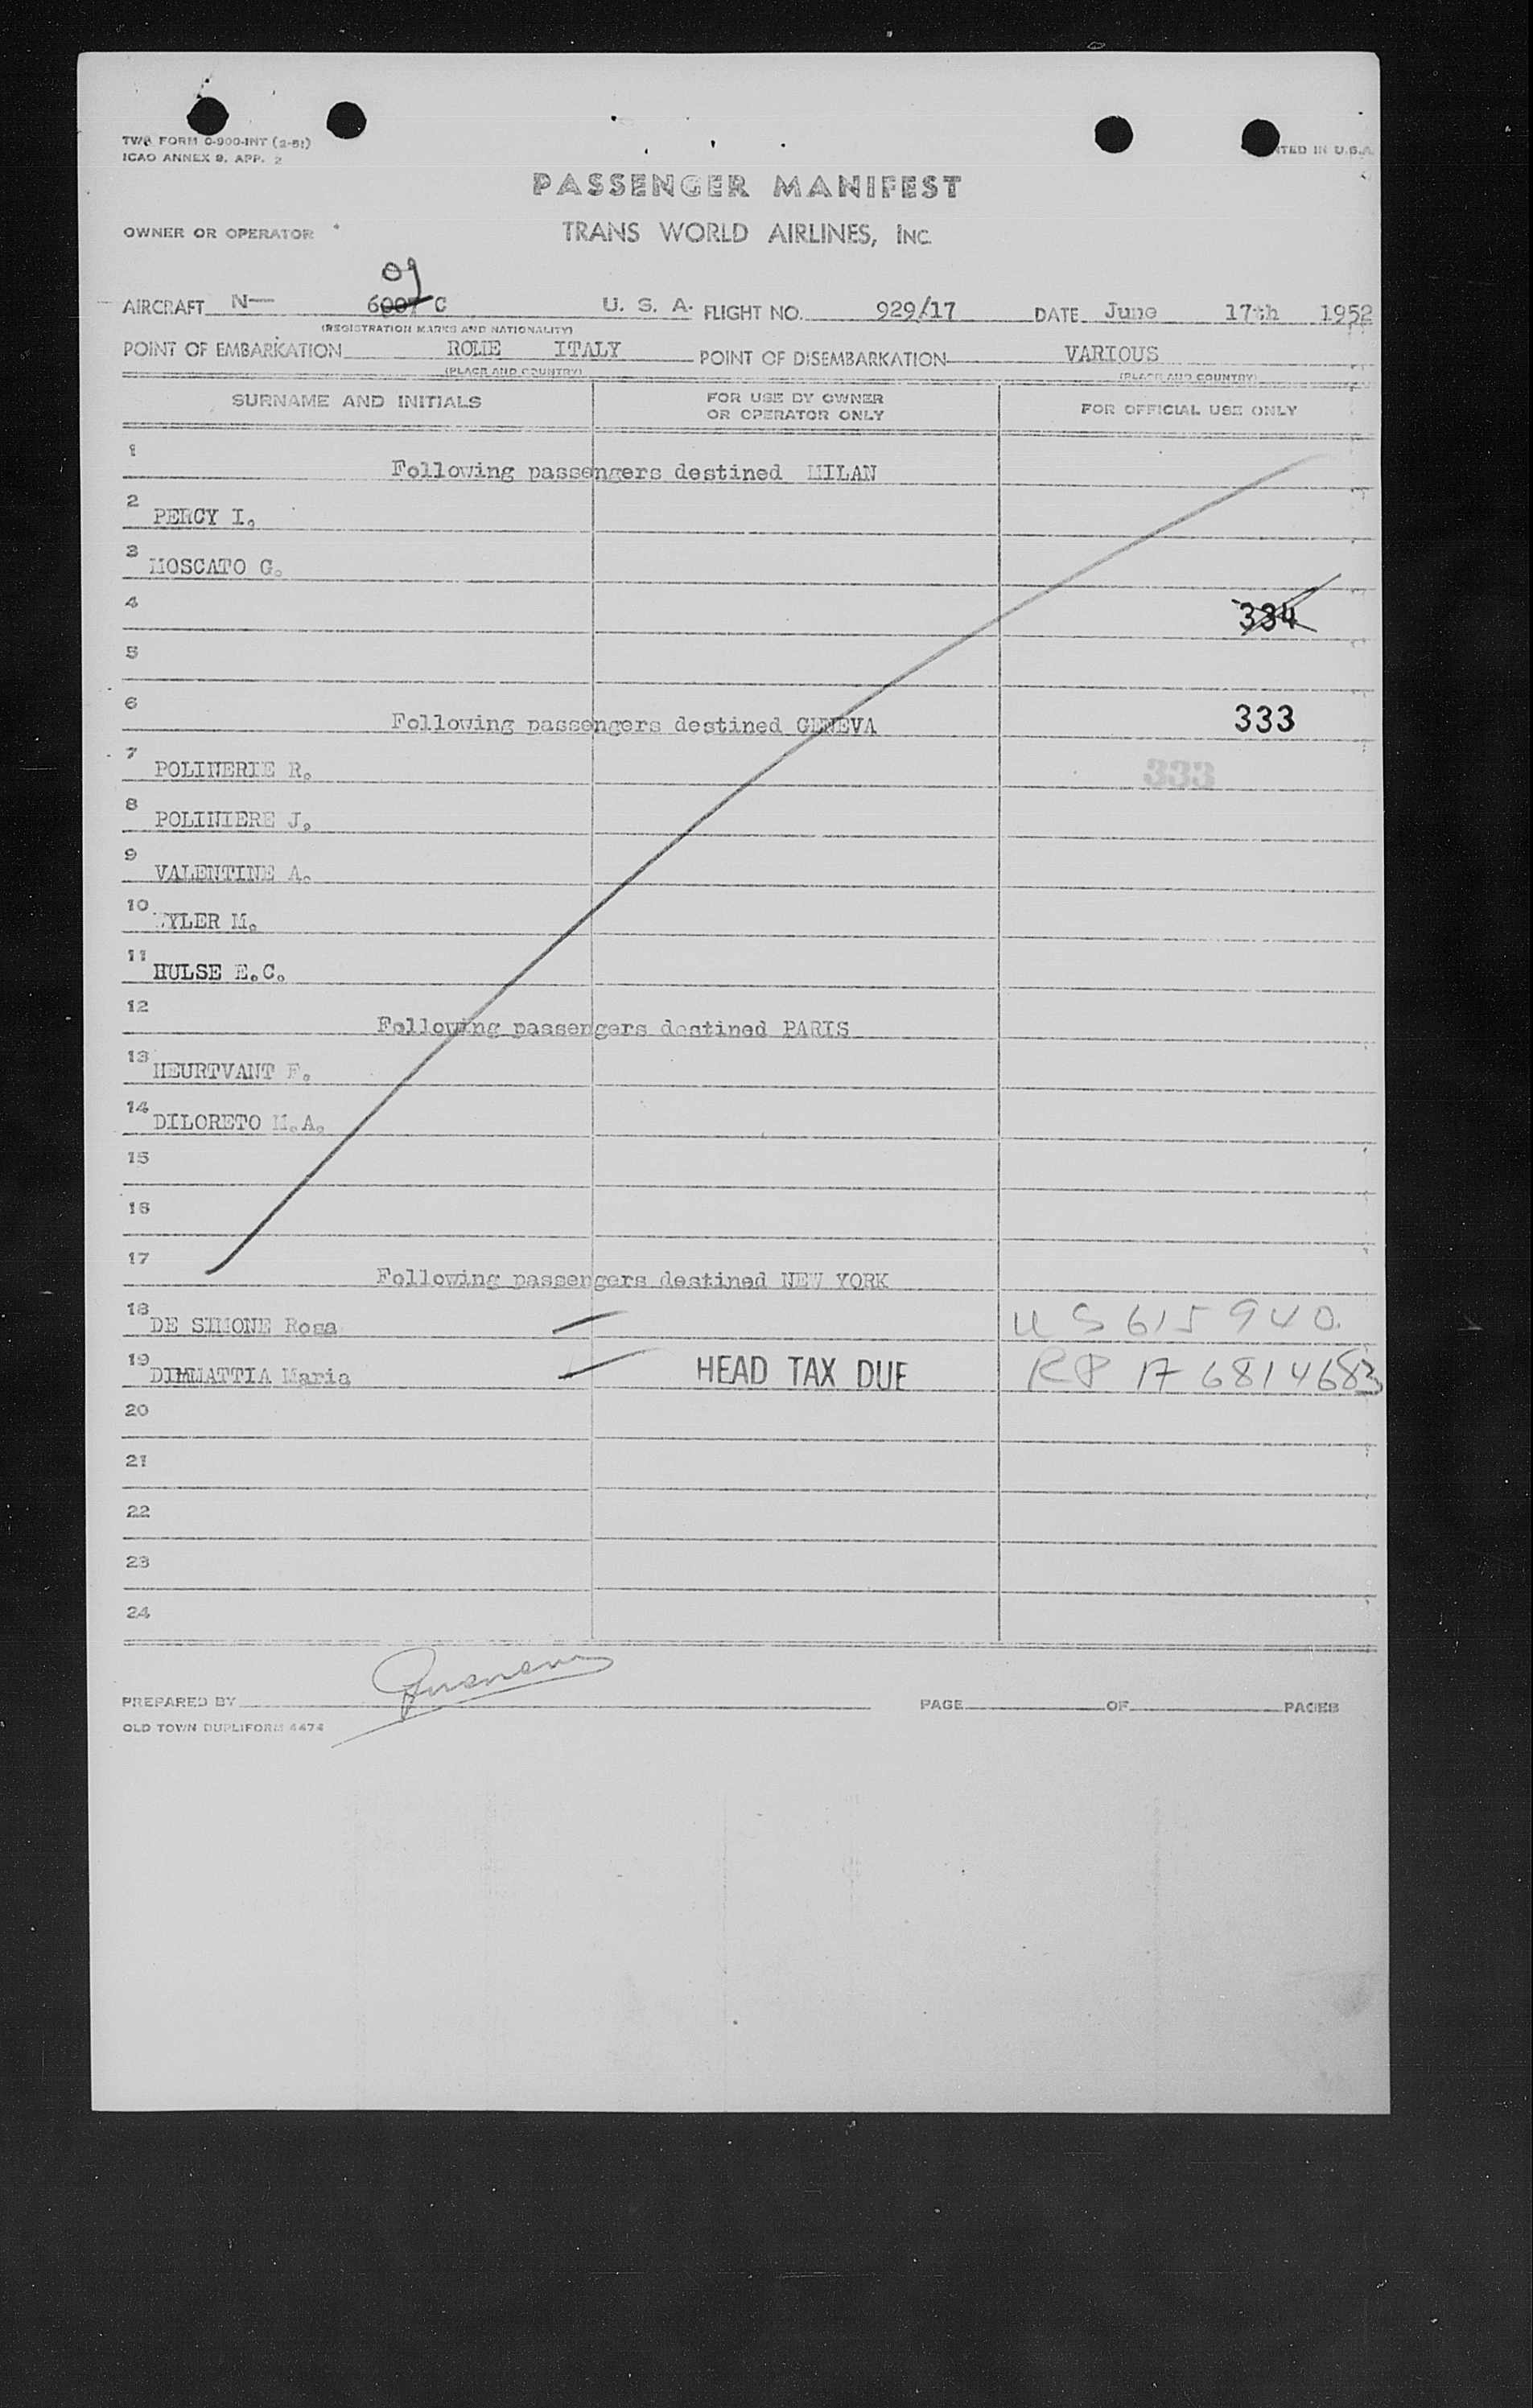 TWA FORM C-900-INT (2-51)
ICAO ANNEX 9, APP. 2
PRINTED IN U.S.A.
PASSENGER MANIFEST
OWNER OR OPERATOR TRANS WORLD AIRLINES, INC.
09
AIRCRAFT N— 6007 C U. S. A. FLIGHT NO. 929/17 DATE June 17th 1952
(REGISTRATION MARKS AND NATIONALITY)
POINT OF EMBARKATION ROME ITALY POINT OF DISEMBARKATION VARIOUS
(PLACE AND COUNTRY) (PLACE AND COUNTRY)
SURNAME AND INITIALS FOR USE BY OWNER OR OPERATOR ONLY FOR OFFICIAL USE ONLY
1 Following passengers destined MILAN
2 PERCY I.
3 MOSCATO G.
4 334
5
6 Following passengers destined GENEVA 333
7 POLINERIE R. 333
8 POLINIERE J.
9 VALENTINE A.
10 WYLER M.
11 HULSE E.C.
12 Following passengers destined PARIS
13 HEURTVANT F.
14 DILORETO M.A.
15
16
17 Following passengers destined NEW YORK
18 DE SIMONE Rosa US 615940.
19 DIMMATTIA Maria HEAD TAX DUE RP A 6814683
20
21
22
23
24
PREPARED BY PAGE OF PAGES
OLD TOWN DUPLIFORM 4474